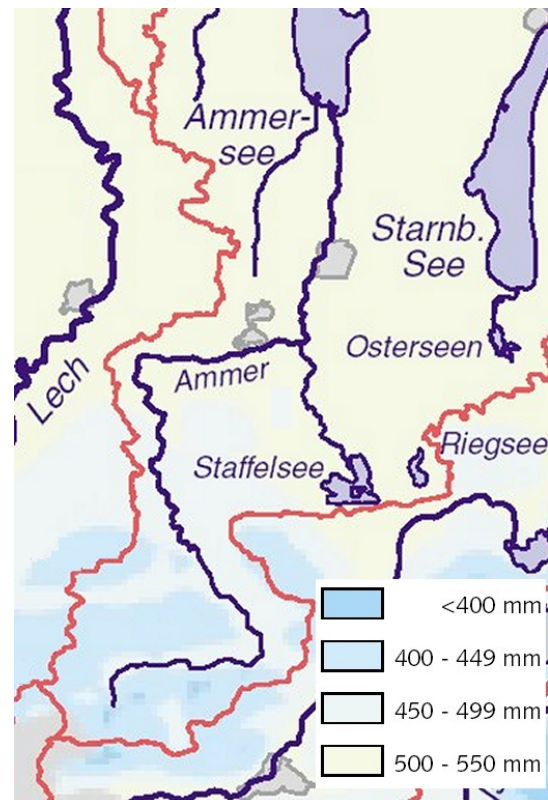 Ammer-
see
Starnb.
See
Osterseen
Lech
Ammer
Riegsee
Staffelsee
<400 mm
400 - 449 mm
450 - 499 mm
500 - 550 mm